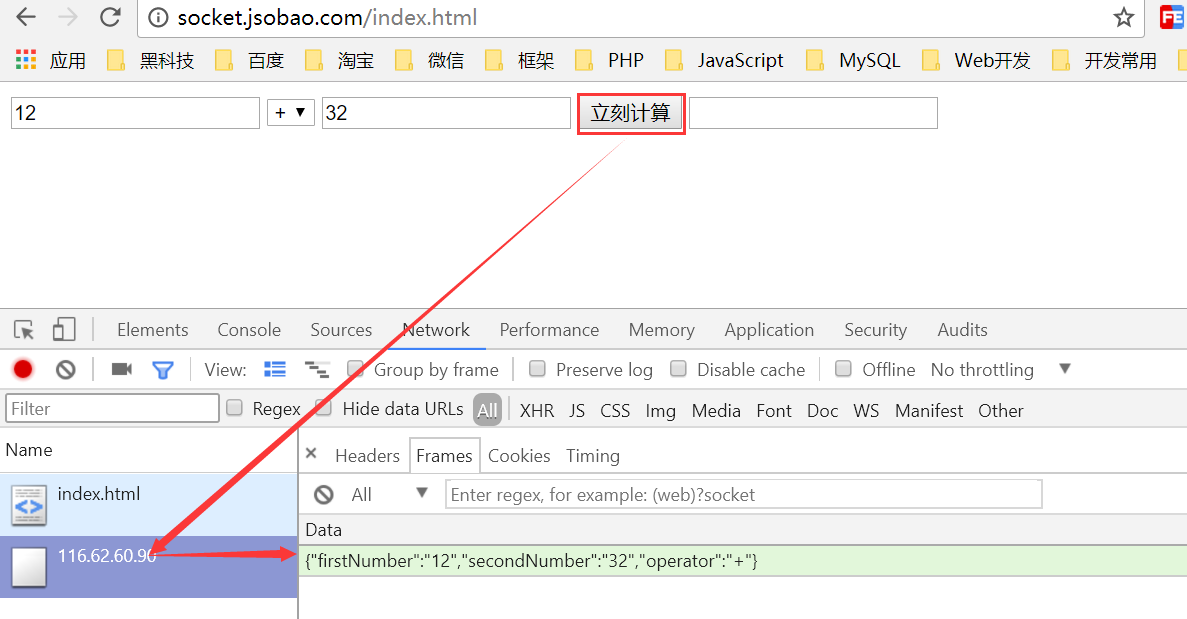 socket.jsobao.com/index.html
应用 黑科技 百度 淘宝 微信 框架 PHP JavaScript MySQL Web开发 开发常用
12 + 32 立刻计算
Elements Console Sources Network Performance Memory Application Security Audits
View: Group by frame Preserve log Disable cache Offline No throttling
Filter Regex Hide data URLs All XHR JS CSS Img Media Font Doc WS Manifest Other
Name × Headers Frames Cookies Timing
index.html All Enter regex, for example: (web)?socket
Data
116.62.60.90 {"firstNumber":"12","secondNumber":"32","operator":"+"}